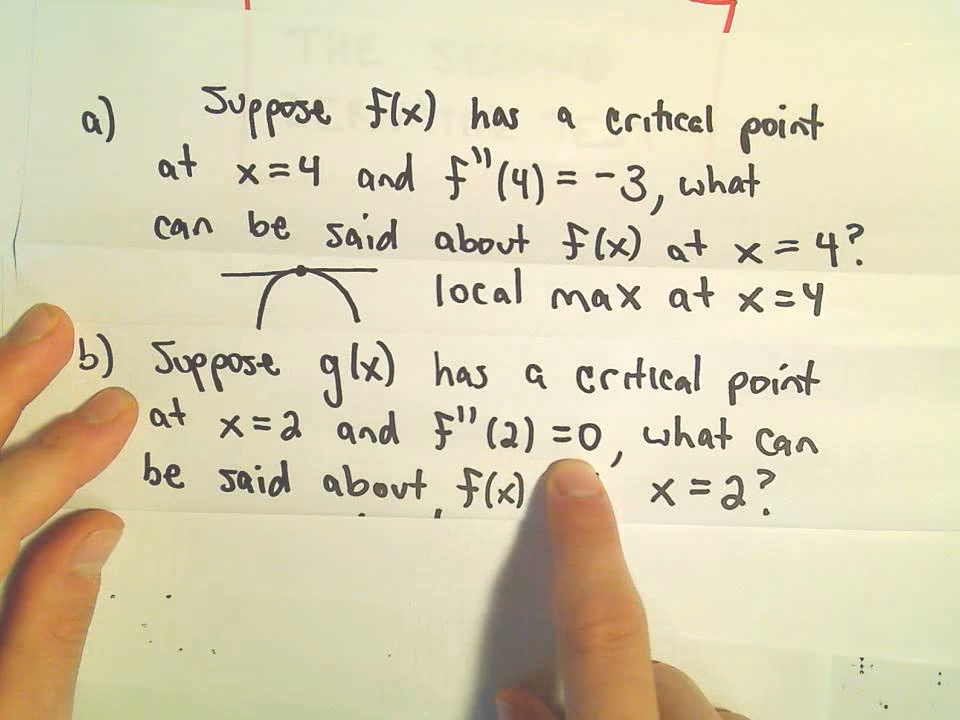 a) Suppose f(x) has a critical point
at x=4 and f"(4) = -3, what
can be said about f(x) at x = 4?
local max at x=4
b) Suppose g(x) has a critical point
at x=2 and f"(2) =0, what can
be said about f(x) x=2?